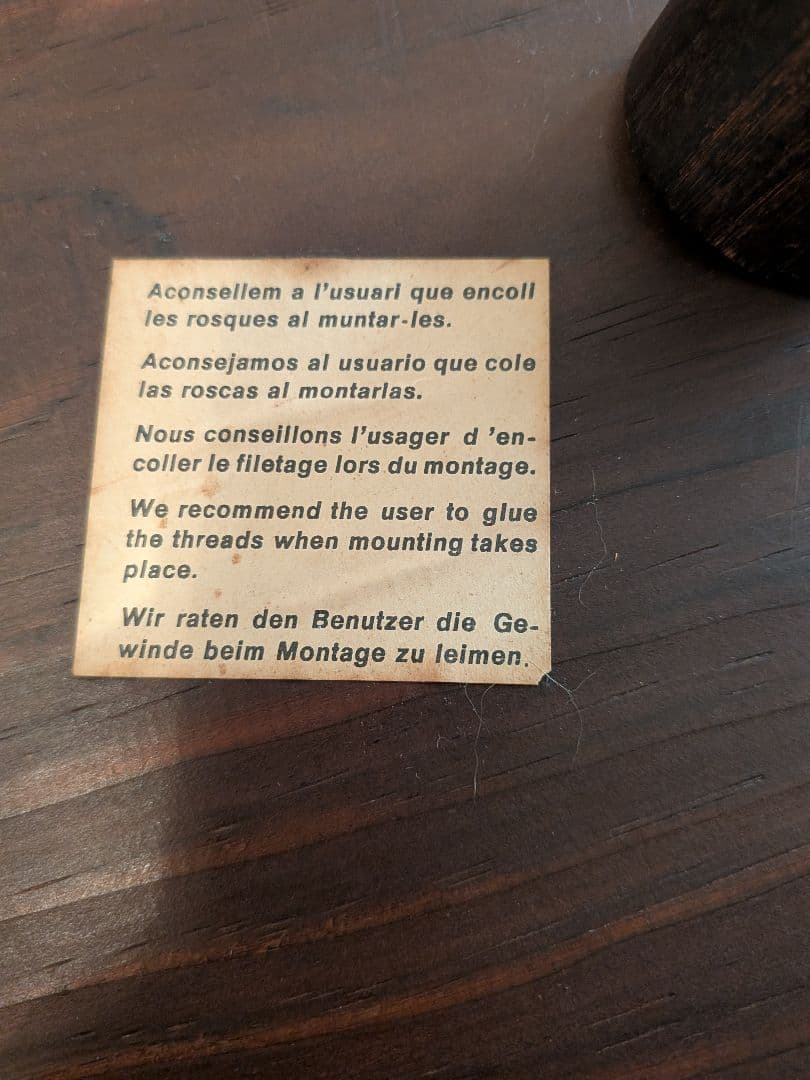 Aconsellem a l'usuari que encoli
les rosques al muntar-les.
Aconsejamos al usuario que cole
las roscas al montarlas.
Nous conseillons l'usager d 'en-
coller le filetage lors du montage.
We recommend the user to glue
the threads when mounting takes
place.
Wir raten den Benutzer die Ge-
winde beim Montage zu leimen.